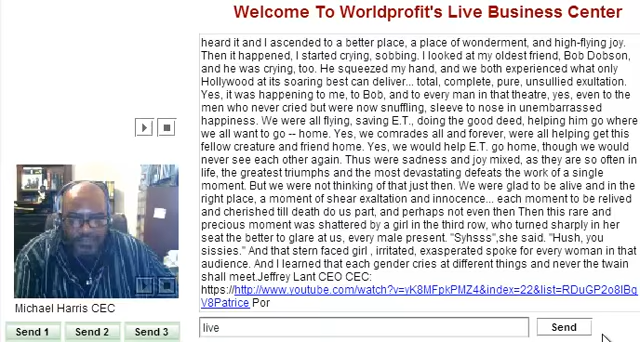 Welcome To Worldprofit's Live Business Center
heard it and I ascended to a better place, a place of wonderment, and high-flying joy.
Then it happened, I started crying, sobbing. I looked at my oldest friend, Bob Dobson,
and he was crying, too. He squeezed my hand, and we both experienced what only
Hollywood at its soaring best can deliver... total, complete, pure, unsullied exultation.
Yes, it was happening to me, to Bob, and to every man in that theatre, yes, even to the
men who never cried but were now snuffling, sleeve to nose in unembarrassed
happiness. We were all flying, saving E.T., doing the good deed, helping him go where
we all want to go -- home. Yes, we comrades all and forever, were all helping get this
fellow creature and friend home. Yes, we would help E.T. go home, though we would
never see each other again. Thus were sadness and joy mixed, as they are so often in
life, the greatest triumphs and the most devastating defeats the work of a single
moment. But we were not thinking of that just then. We were glad to be alive and in the
right place, a moment of shear exaltation and innocence... each moment to be relived
and cherished till death do us part, and perhaps not even then Then this rare and
precious moment was shattered by a girl in the third row, who turned sharply in her
seat the better to glare at us, every male present. "Syhsss",she said. "Hush, you
sissies." And that stern faced girl , irritated, exasperated spoke for every woman in that
audience. And I learned that each gender cries at different things and never the twain
shall meet.Jeffrey Lant CEO CEC:
https://http://www.youtube.com/watch?v=vK8MFpkPMZ4&index=22&list=RDuGP2o8IBg
V8Patrice Por
Michael Harris CEC
Send 1 Send 2 Send 3
live
Send